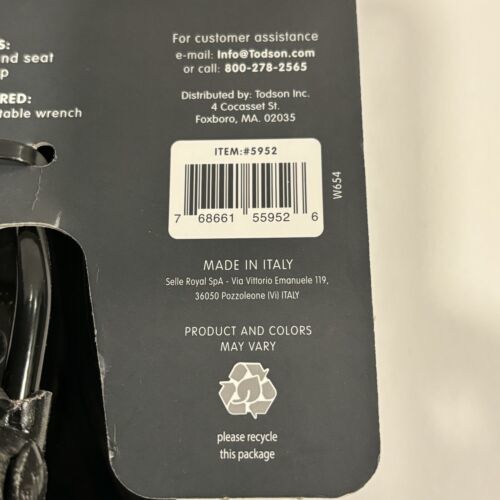 S:
nd seat
p
RED:
table wrench
For customer assistance
e-mail: Info@Todson.com
or call: 800-278-2565
Distributed by: Todson Inc.
4 Cocasset St.
Foxboro, MA. 02035
ITEM:#5952
7 68661 55952 6
W654
MADE IN ITALY
Selle Royal SpA - Via Vittorio Emanuele 119,
36050 Pozzoleone (Vi) ITALY
PRODUCT AND COLORS
MAY VARY
please recycle
this package